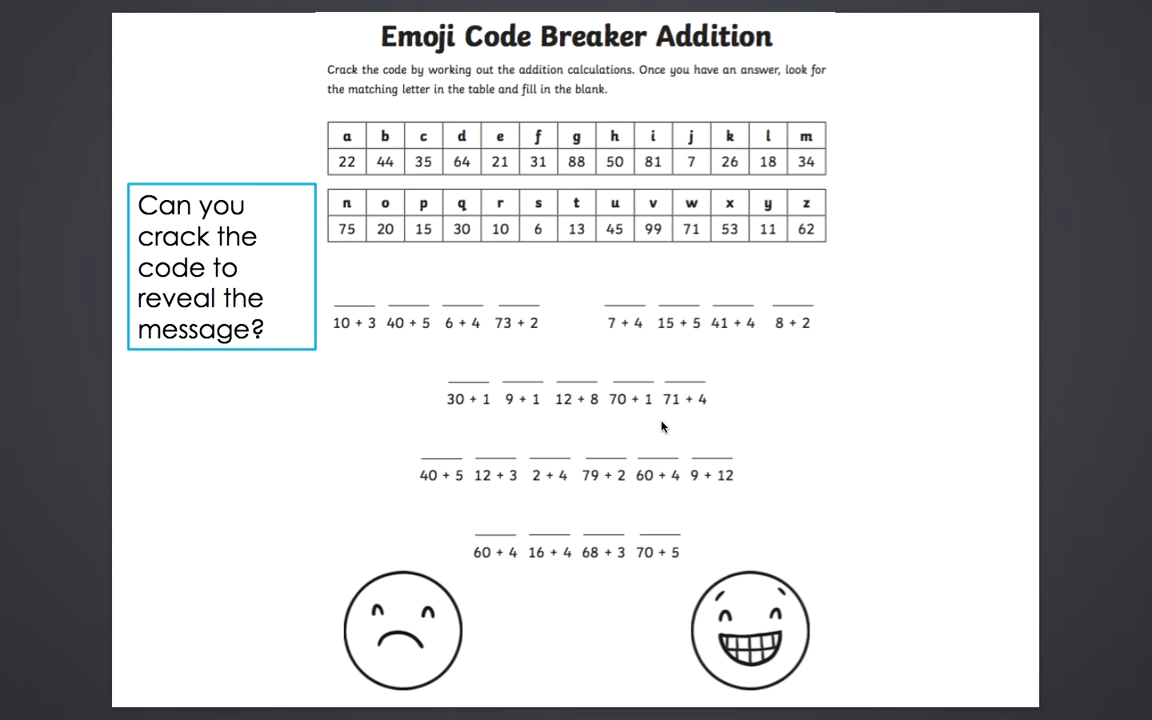 Emoji Code Breaker Addition
Crack the code by working out the addition calculations. Once you have an answer, look for
the matching letter in the table and fill in the blank.
a b c d e f g h i j k l m
22 44 35 64 21 31 88 50 81 7 26 18 34
n o p q r s t u v w x y z
75 20 15 30 10 6 13 45 99 71 53 11 62
Can you
crack the
code to
reveal the
message?
10 + 3 40 + 5 6 + 4 73 + 2 7 + 4 15 + 5 41 + 4 8 + 2
30 + 1 9 + 1 12 + 8 70 + 1 71 + 4
40 + 5 12 + 3 2 + 4 79 + 2 60 + 4 9 + 12
60 + 4 16 + 4 68 + 3 70 + 5